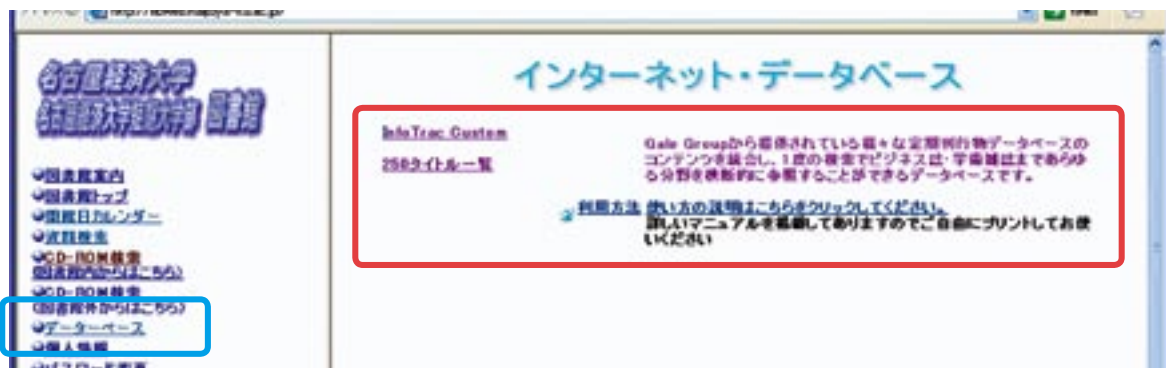 名古屋経済大学
名古屋経済大学短期大学部 図書館
図書館案内
図書館トップ
開館日カレンダー
資料検索
CD-ROM検索
(図書館内からはこちら)
CD-ROM検索
(図書館外からはこちら)
データーベース
個人情報
インターネット・データベース
InfoTrac Custom
250タイトル一覧
Gale Groupから提供されている様々な定期刊行物データベースの
コンテンツを統合し、1度の検索でビジネス誌・学術雑誌まであらゆ
る分野を横断的に参照することができるデータベースです。
利用方法 使い方の説明はこちらをクリックしてください。
詳しいマニュアルを掲載してありますのでご自由にプリントしてお使
いください